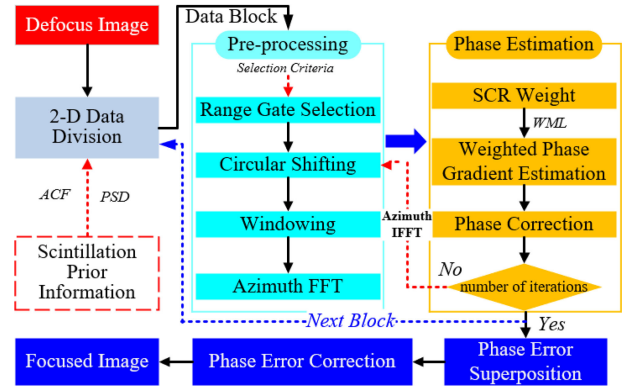 Defocus Image
Data Block
Pre-processing
Phase Estimation
Selection Criteria
2-D Data
Division
Range Gate Selection
SCR Weight
WML
Circular Shifting
Weighted Phase
Gradient Estimation
ACF
PSD
Azimuth
IFFT
Windowing
Phase Correction
Scintillation
Prior
Information
Azimuth FFT
No
number of iterations
Next Block
Yes
Focused Image
Phase Error Correction
Phase Error
Superposition